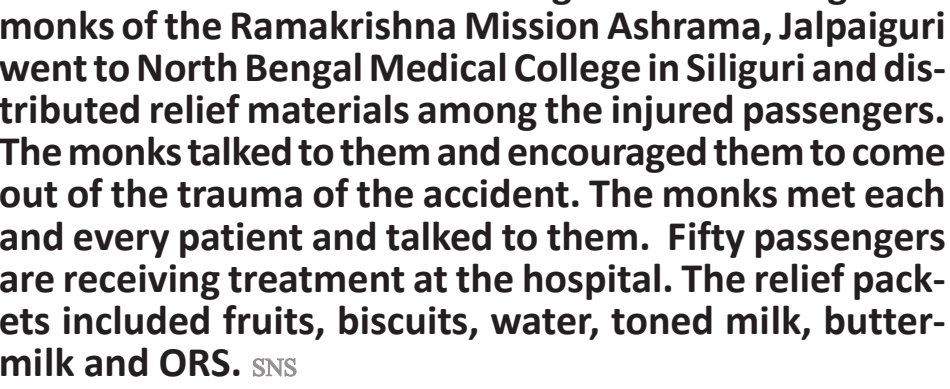 monks of the Ramakrishna Mission Ashrama, Jalpaiguri
went to North Bengal Medical College in Siliguri and dis-
tributed relief materials among the injured passengers.
The monks talked to them and encouraged them to come
out of the trauma of the accident. The monks met each
and every patient and talked to them. Fifty passengers
are receiving treatment at the hospital. The relief pack-
ets included fruits, biscuits, water, toned milk, butter-
milk and ORS. SNS